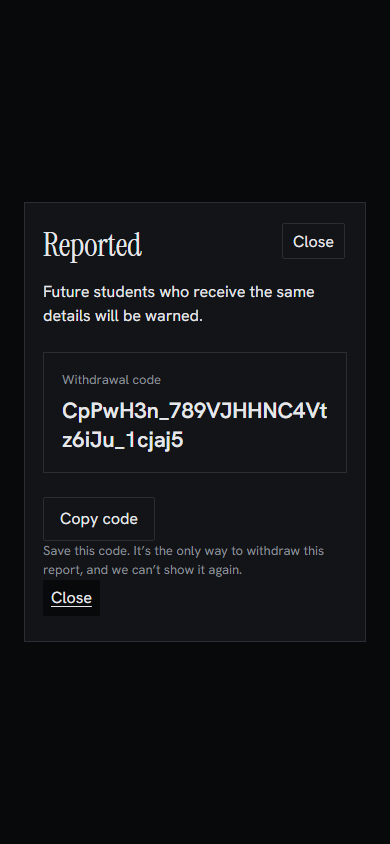 Reported
Close
Future students who receive the same
details will be warned.
Withdrawal code
CpPwH3n_789VJHHNC4Vt
z6iJu_1cjaj5
Copy code
Save this code. It’s the only way to withdraw this
report, and we can’t show it again.
Close